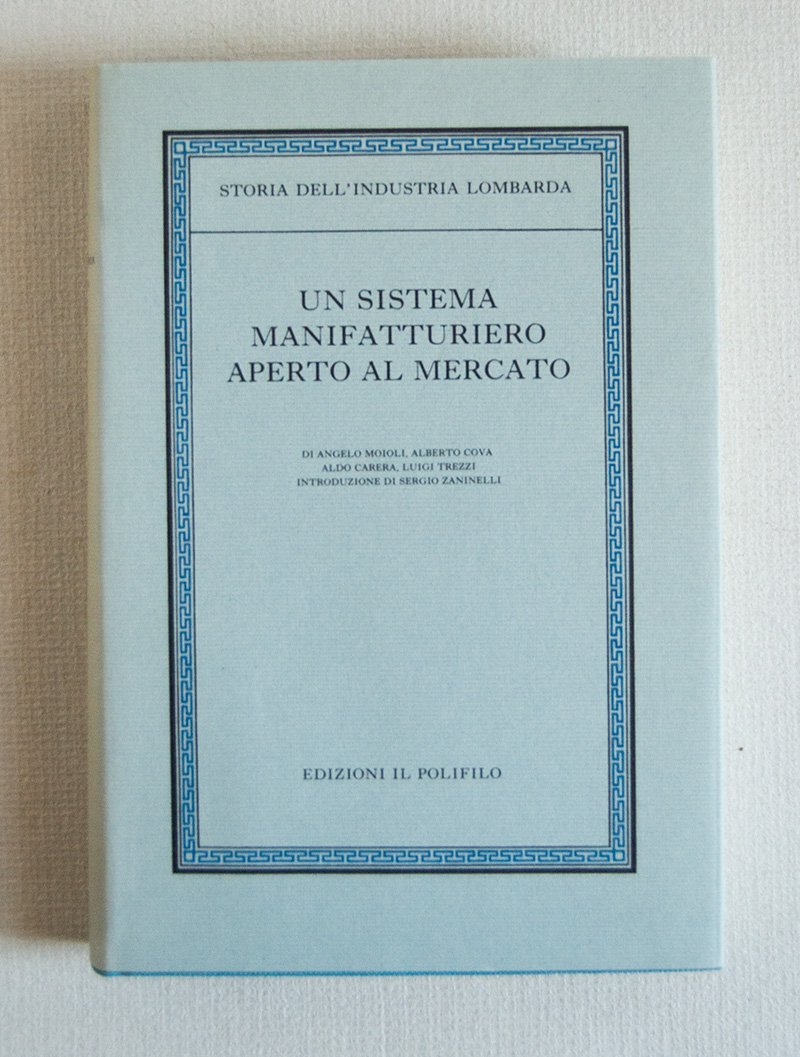 STORIA DELL'INDUSTRIA LOMBARDA
UN SISTEMA
MANIFATTURIERO
APERTO AL MERCATO
DI ANGELO MOIOLI, ALBERTO COVA
ALDO CARERA, LUIGI TREZZI
INTRODUZIONE DI SERGIO ZANINELLI
EDIZIONI IL POLIFILO